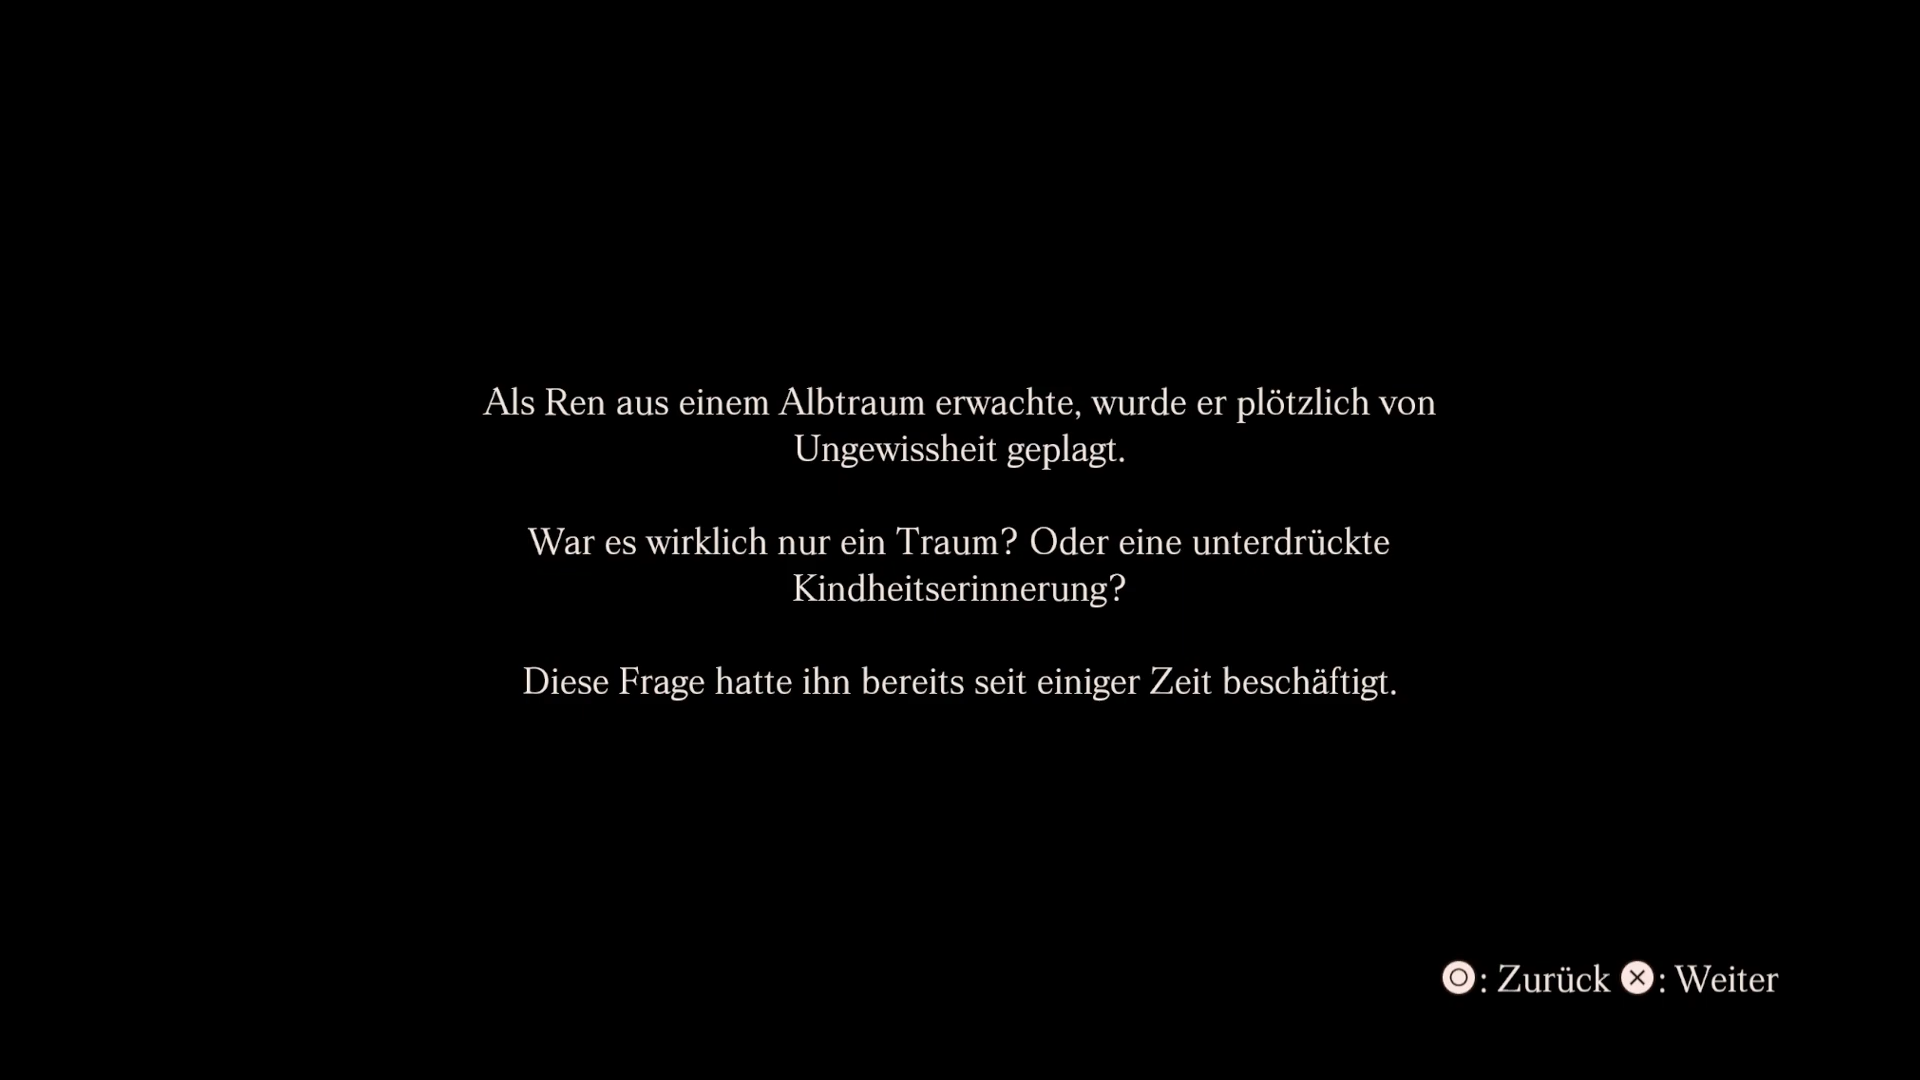 Als Ren aus einem Albtraum erwachte, wurde er plötzlich von
Ungewissheit geplagt.
War es wirklich nur ein Traum? Oder eine unterdrückte
Kindheitserinnerung?
Diese Frage hatte ihn bereits seit einiger Zeit beschäftigt.
: Zurück : Weiter